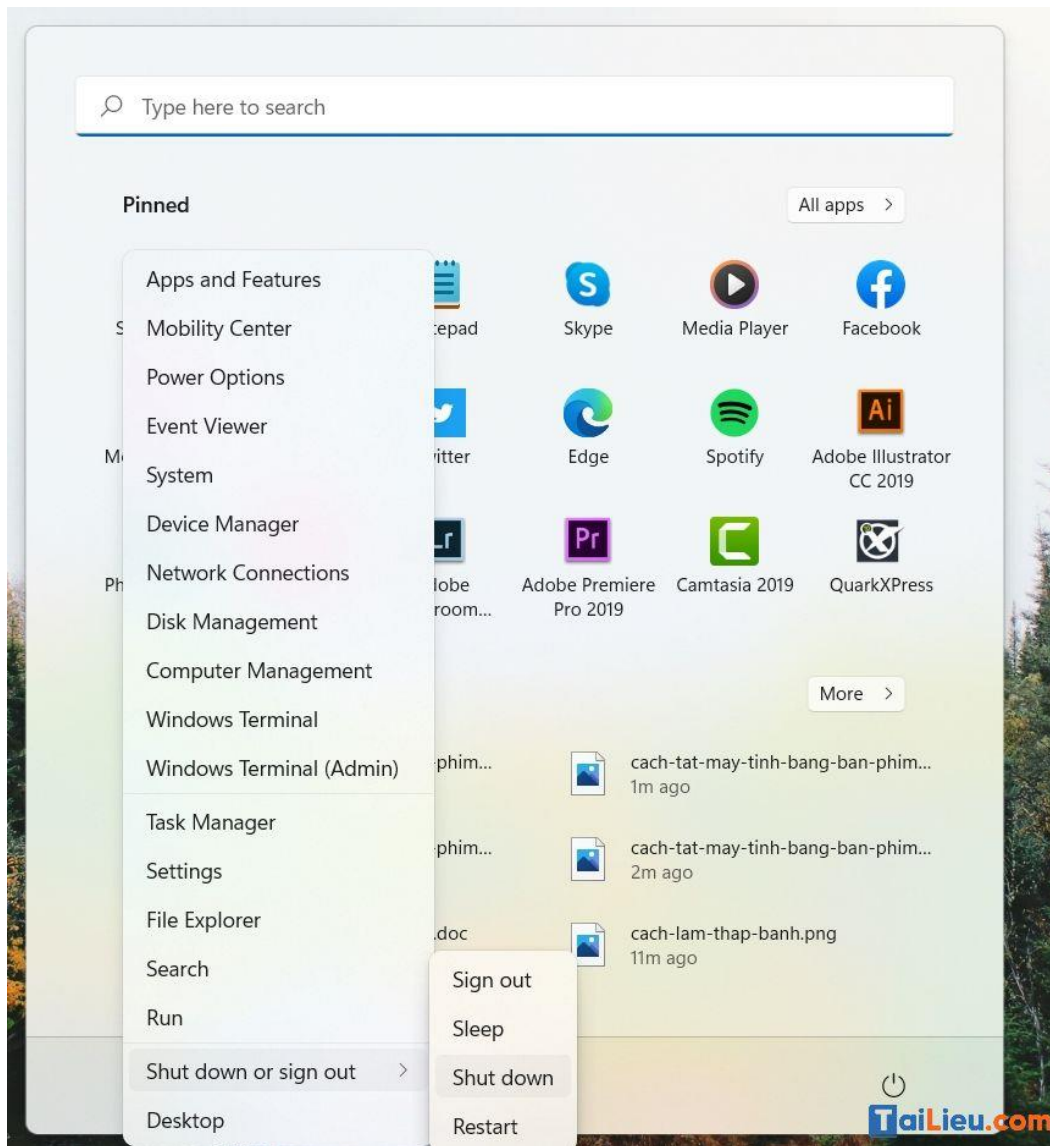 Type here to search
Pinned
All apps
Apps and Features
Mobility Center
Power Options
Event Viewer
System
Device Manager
Network Connections
Disk Management
Computer Management
Windows Terminal
Windows Terminal (Admin)
Task Manager
Settings
File Explorer
Search
Run
Shut down or sign out
Desktop
Sign out
Sleep
Shut down
Restart
Skype
Media Player
Facebook
Edge
Spotify
Adobe Illustrator
CC 2019
Ai
Pr
Adobe Premiere
Pro 2019
Camtasia 2019
QuarkXPress
More
cach-tat-may-tinh-bang-ban-phim...
1m ago
cach-tat-may-tinh-bang-ban-phim...
2m ago
cach-lam-thap-banh.png
11m ago
TaiLieu.com